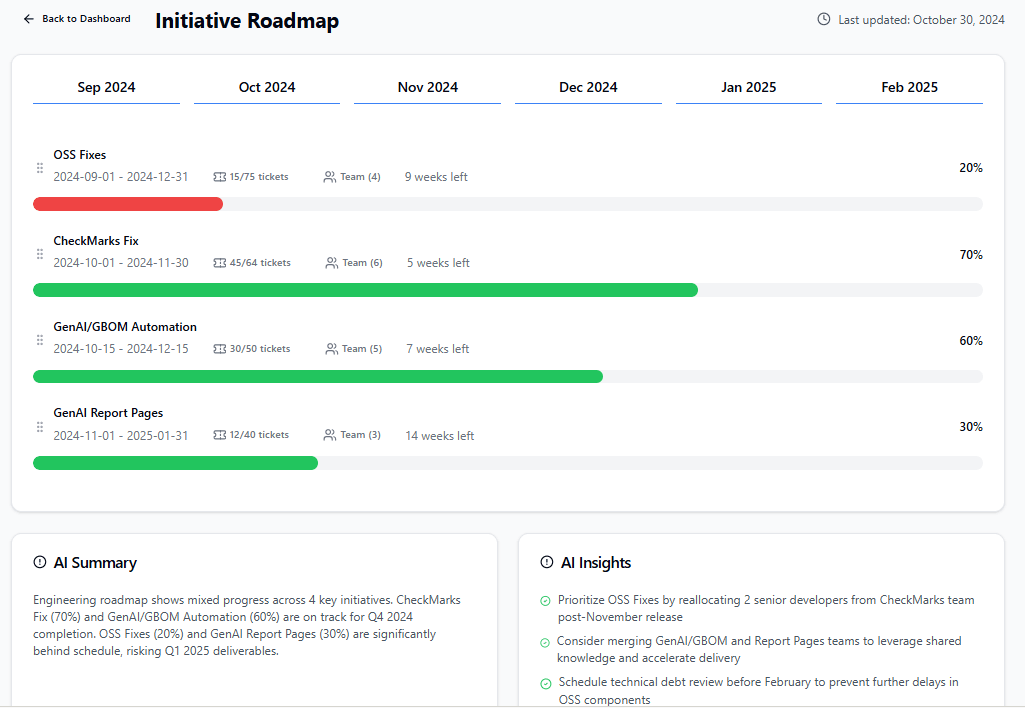 Back to Dashboard
Initiative Roadmap
Last updated: October 30, 2024
Sep 2024
Oct 2024
Nov 2024
Dec 2024
Jan 2025
Feb 2025
OSS Fixes
2024-09-01 - 2024-12-31 15/75 tickets Team (4) 9 weeks left
20%
CheckMarks Fix
2024-10-01 - 2024-11-30 45/64 tickets Team (6) 5 weeks left
70%
GenAI/GBOM Automation
2024-10-15 - 2024-12-15 30/50 tickets Team (5) 7 weeks left
60%
GenAI Report Pages
2024-11-01 - 2025-01-31 12/40 tickets Team (3) 14 weeks left
30%
AI Summary
Engineering roadmap shows mixed progress across 4 key initiatives. CheckMarks
Fix (70%) and GenAI/GBOM Automation (60%) are on track for Q4 2024
completion. OSS Fixes (20%) and GenAI Report Pages (30%) are significantly
behind schedule, risking Q1 2025 deliverables.
AI Insights
Prioritize OSS Fixes by reallocating 2 senior developers from CheckMarks team
post-November release
Consider merging GenAI/GBOM and Report Pages teams to leverage shared
knowledge and accelerate delivery
Schedule technical debt review before February to prevent further delays in
OSS components